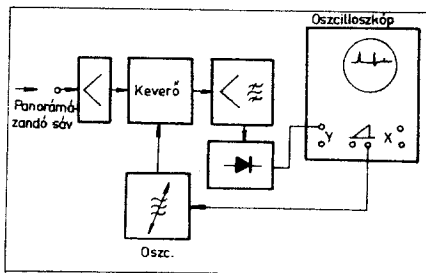 Oszcilloszkóp
Keverő
Panorámá-
zandó sáv
Y
X
Oszc.